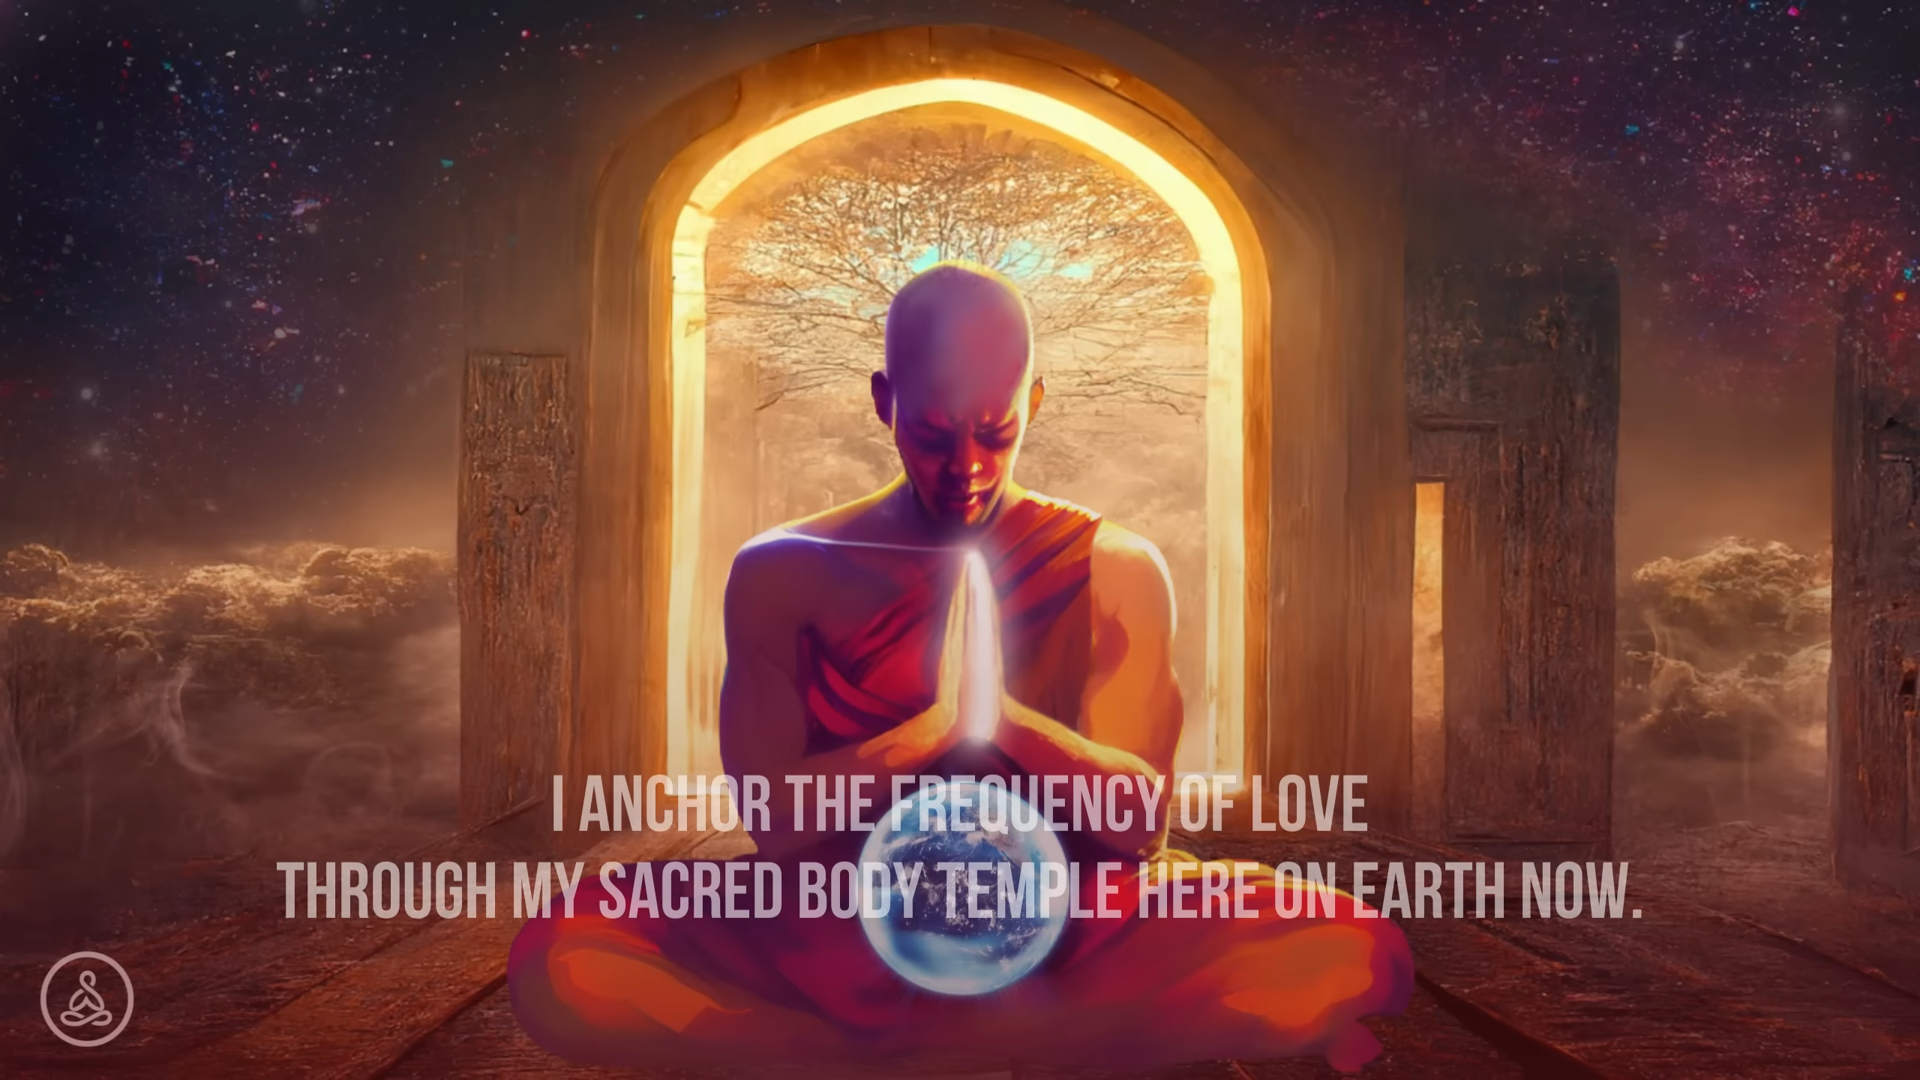 I ANCHOR THE FREQUENCY OF LOVE
THROUGH MY SACRED BODY TEMPLE HERE ON EARTH NOW.